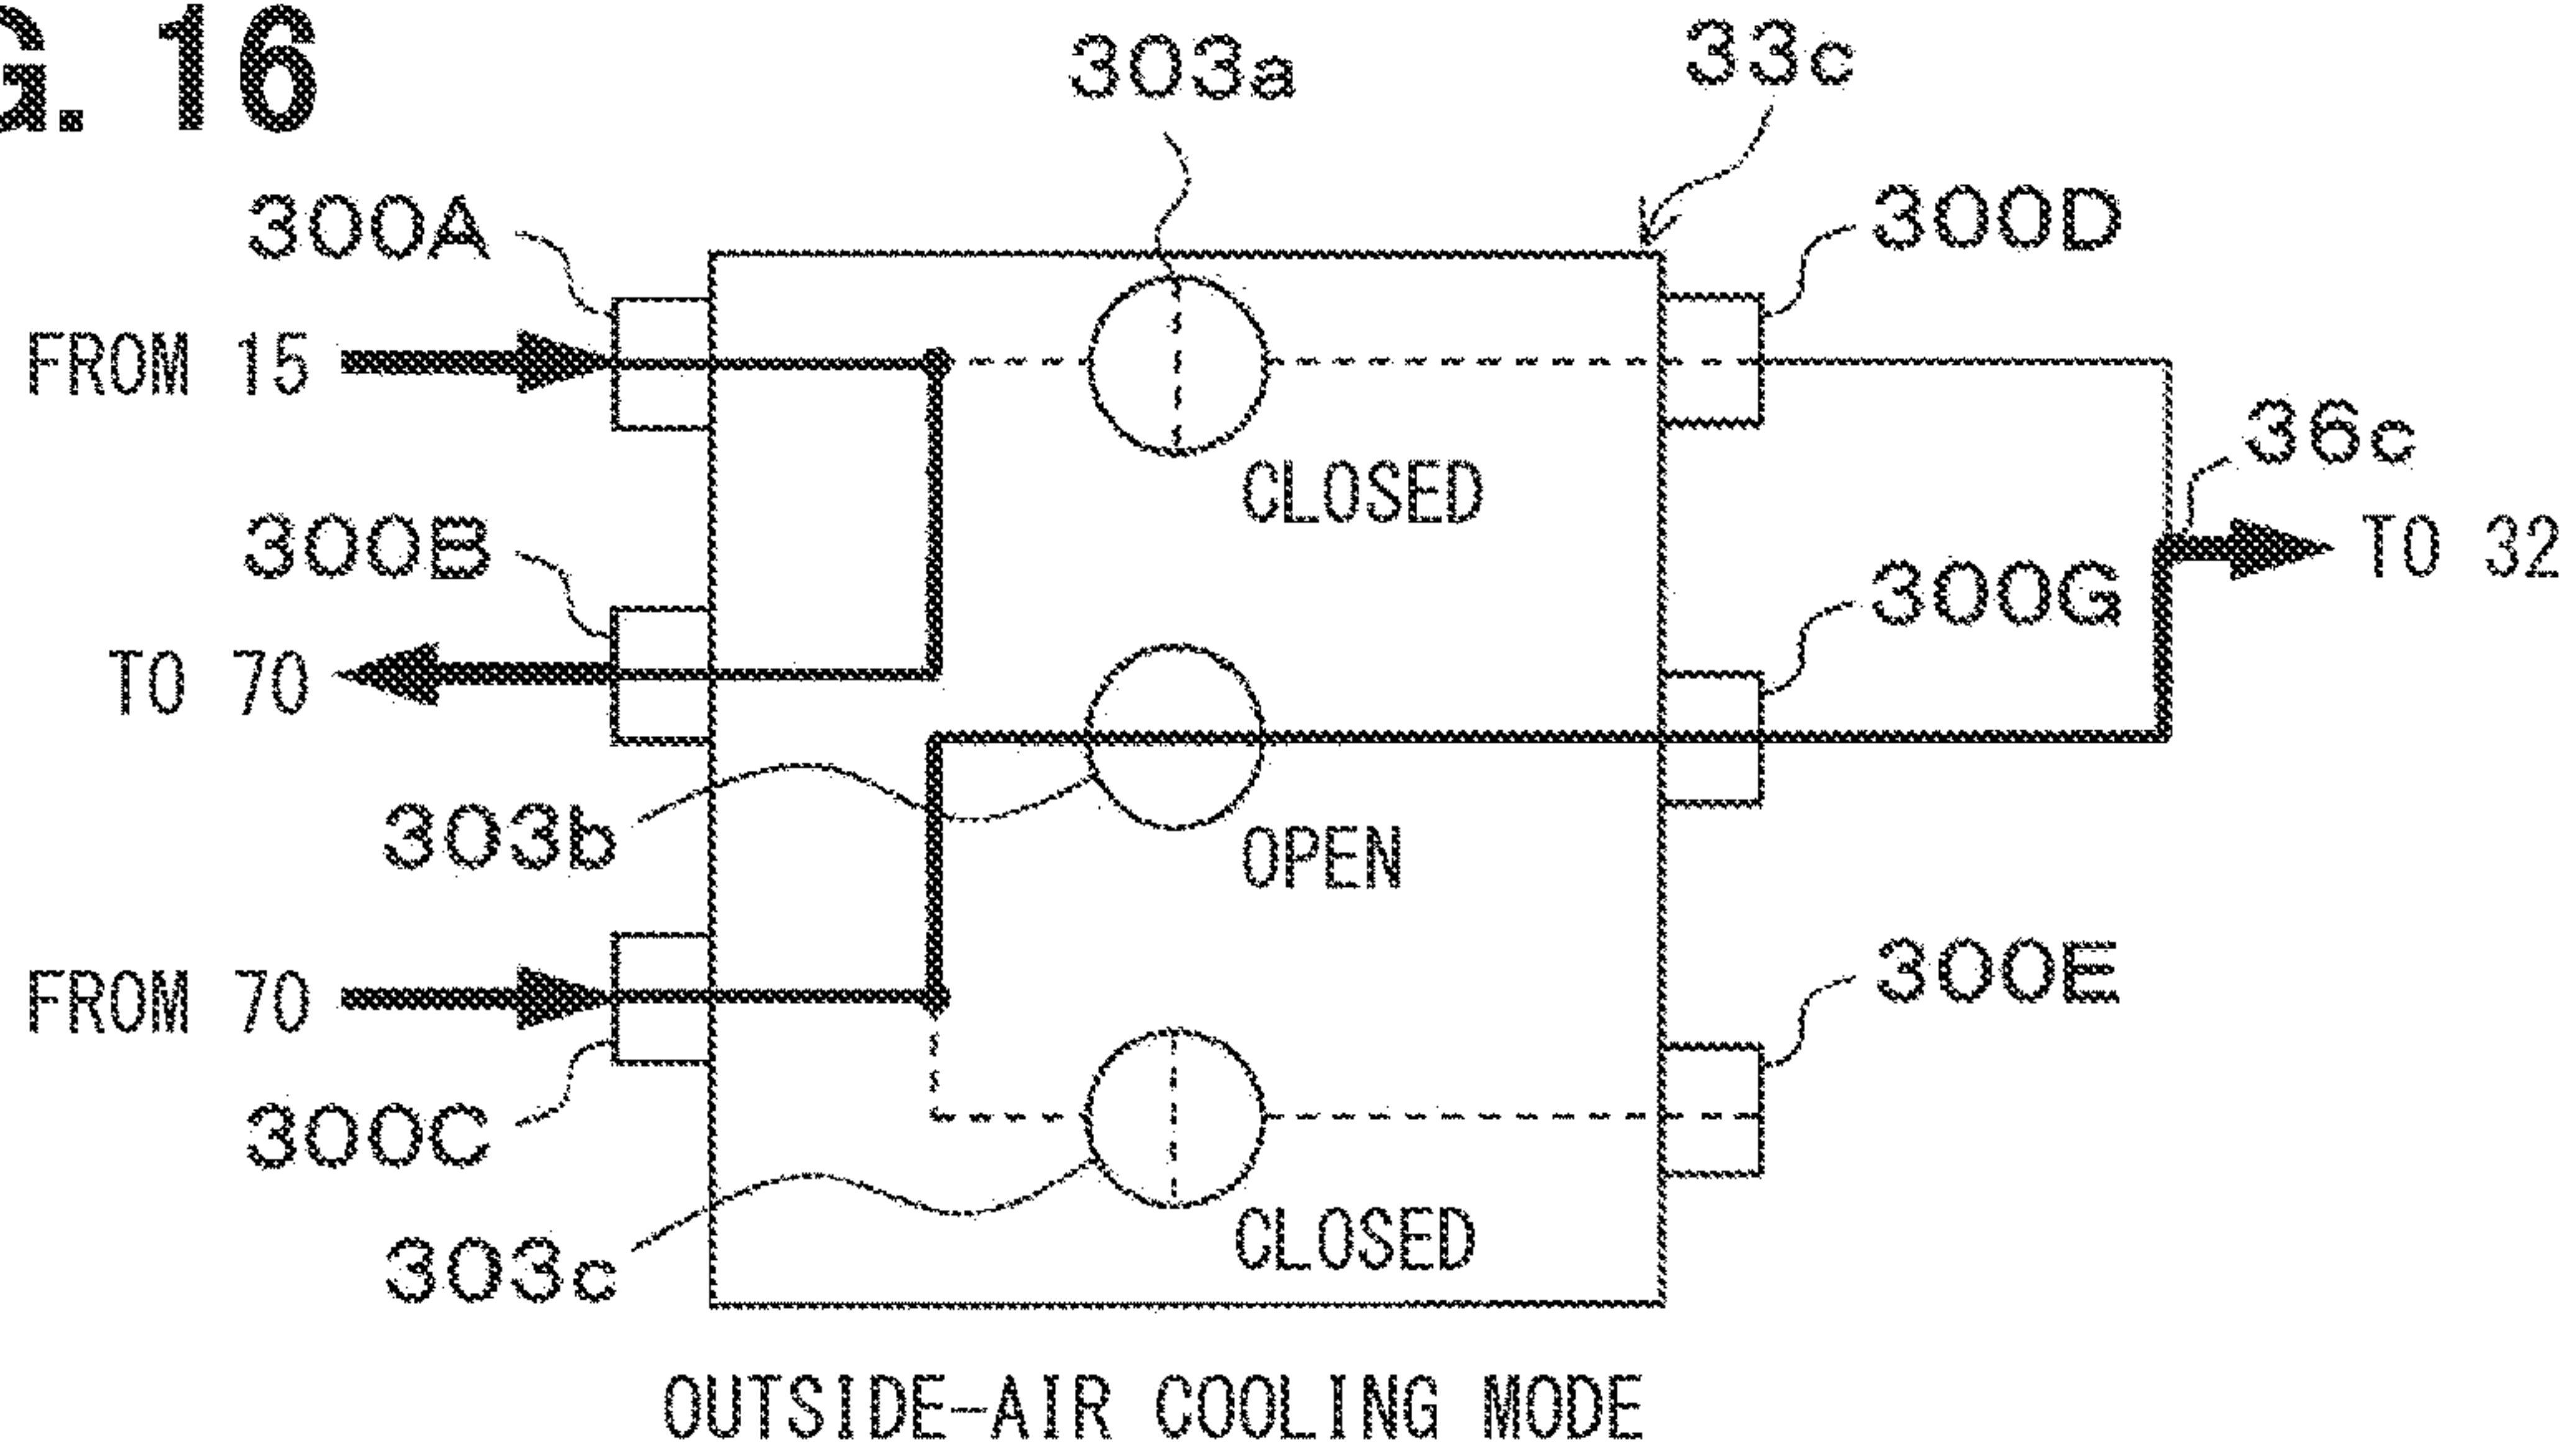 G. 16
303a
33c
300A
300D
FROM 15
36c
CLOSED
300B
TO 32
300G
TO 70
303b
OPEN
300E
FROM 70
300C
CLOSED
303c
OUTSIDE-AIR COOLING MODE